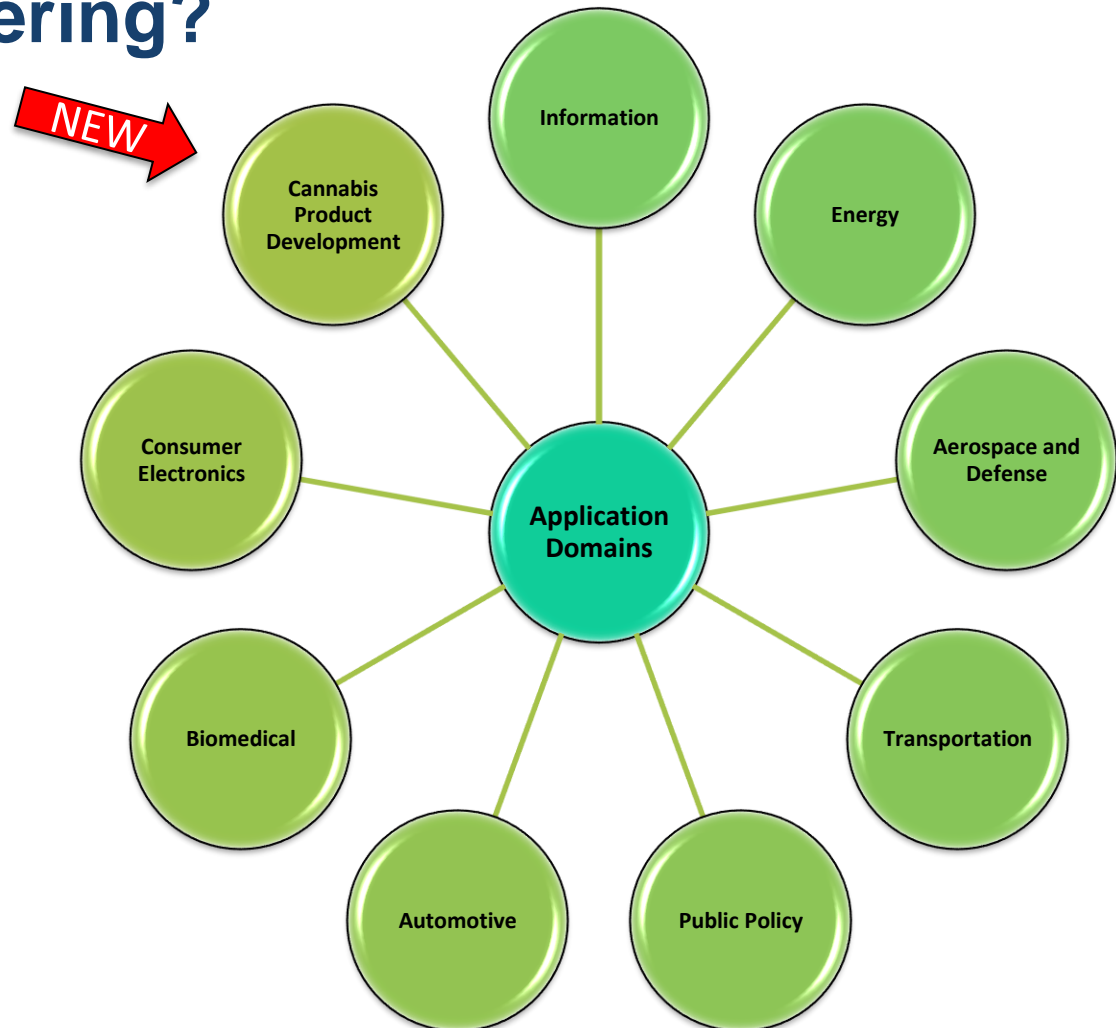 ering?
NEW
Information
Cannabis
Product
Development
Energy
Consumer
Electronics
Aerospace and
Defense
Application
Domains
Biomedical
Transportation
Automotive
Public Policy